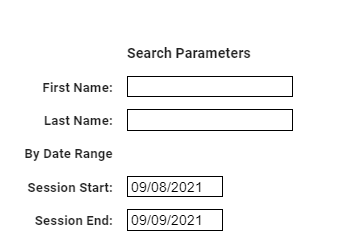 Search Parameters
First Name:
Last Name:
By Date Range
Session Start: 09/08/2021
Session End: 09/09/2021